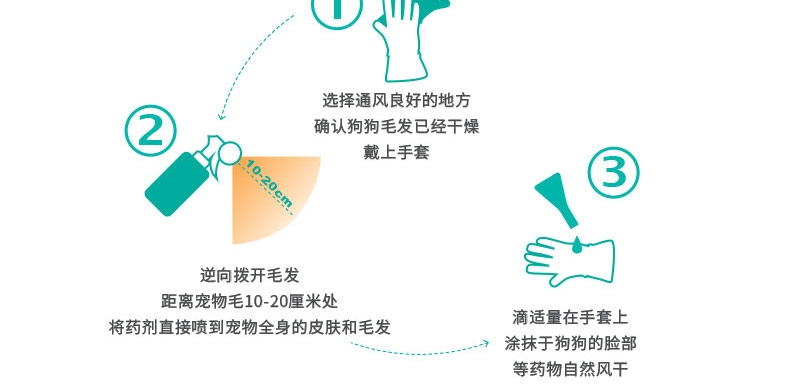 ①
选择通风良好的地方
确认狗狗毛发已经干燥
戴上手套
②
10-20cm
逆向拨开毛发
距离宠物毛10-20厘米处
将药剂直接喷到宠物全身的皮肤和毛发
③
滴适量在手套上
涂抹于狗狗的脸部
等药物自然风干